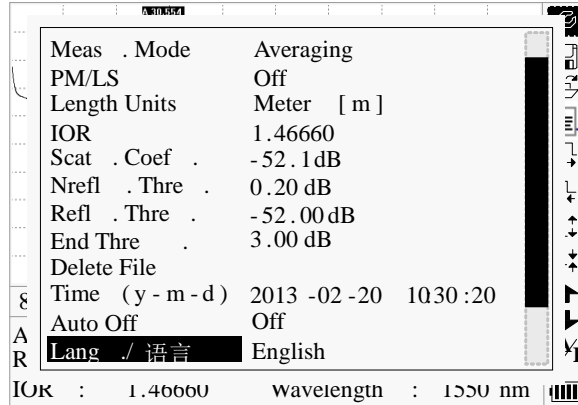 A 30.554
Meas . Mode Averaging
PM/LS Off
Length Units Meter [ m ]
IOR 1.46660
Scat . Coef . -52.1dB
Nrefl . Thre . 0.20 dB
Refl . Thre . -52.00dB
End Thre . 3.00 dB
Delete File
Time ( y - m - d ) 2013 -02 -20 10:30 :20
Auto Off Off
Lang ./ 语言 English
A
R
IOR : 1.46660 Wavelength : 1550 nm